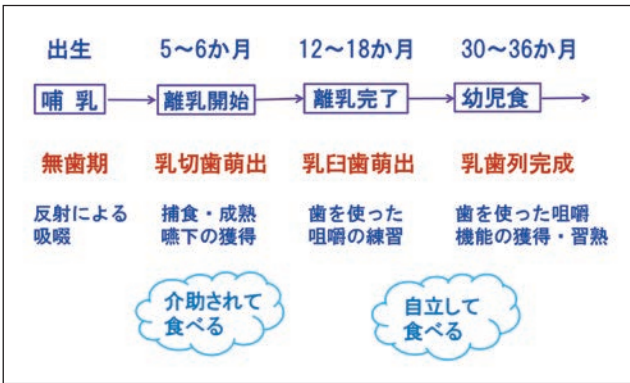 出生 5～6か月 12～18か月 30～36か月
哺乳 離乳開始 離乳完了 幼児食
無歯期 乳切歯萌出 乳臼歯萌出 乳歯列完成
反射による 捕食・成熟 歯を使った 歯を使った咀嚼
吸啜 嚥下の獲得 咀嚼の練習 機能の獲得・習熟
介助されて 自立して
食べる 食べる